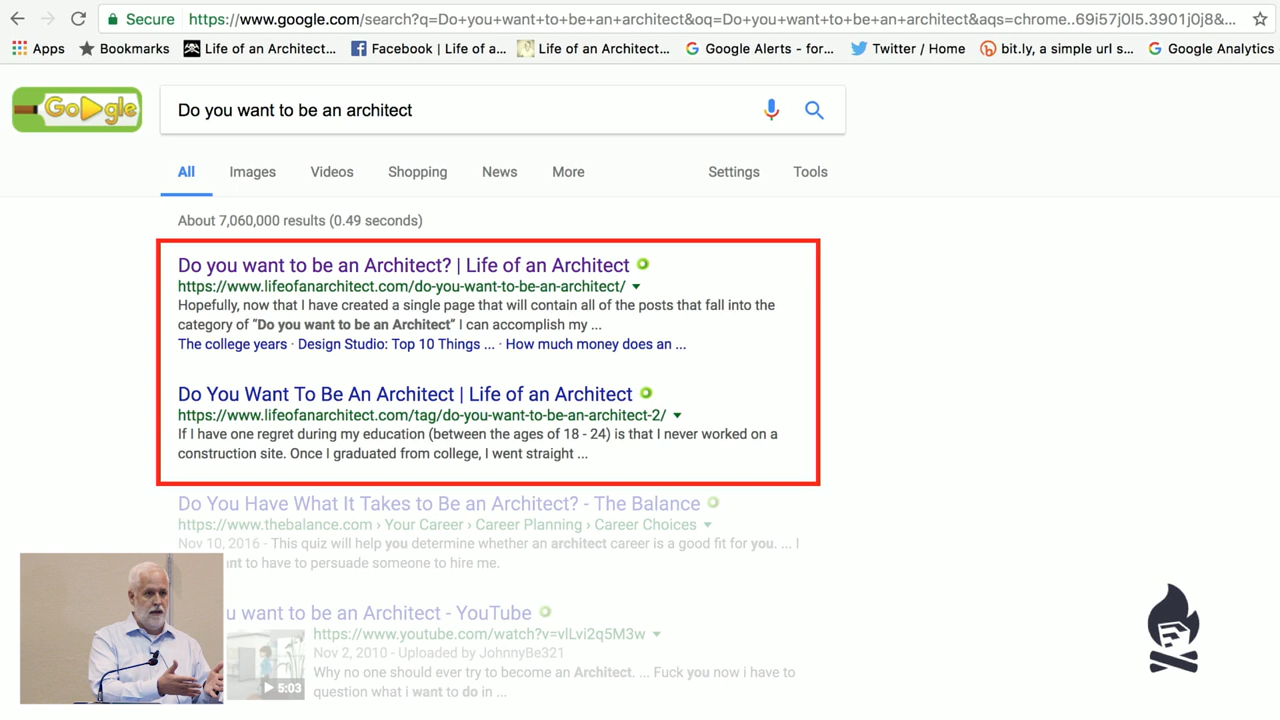 Secure https://www.google.com/search?q=Do+you+want+to+be+an+architect&oq=Do+you+want+to+be+an+architect&aqs=chrome..69i57j0l5.3901j0j8&...
Apps Bookmarks Life of an Architect... Facebook | Life of a... Life of an Architect... Google Alerts - for... Twitter / Home bit.ly, a simple url s... Google Analytics
Google
Do you want to be an architect
All Images Videos Shopping News More Settings Tools
About 7,060,000 results (0.49 seconds)
Do you want to be an Architect? | Life of an Architect
https://www.lifeofanarchitect.com/do-you-want-to-be-an-architect/
Hopefully, now that I have created a single page that will contain all of the posts that fall into the
category of “Do you want to be an Architect” I can accomplish my ...
The college years · Design Studio: Top 10 Things ... · How much money does an ...
Do You Want To Be An Architect | Life of an Architect
https://www.lifeofanarchitect.com/tag/do-you-want-to-be-an-architect-2/
If I have one regret during my education (between the ages of 18 - 24) is that I never worked on a
construction site. Once I graduated from college, I went straight ...
Do You Have What It Takes to Be an Architect? - The Balance
https://www.thebalance.com › Your Career › Career Planning › Career Choices
Nov 10, 2016 - This quiz will help you determine whether an architect career is a good fit for you. ... I
to have to persuade someone to hire me.
u want to be an Architect - YouTube
https://www.youtube.com/watch?v=vlLvi2q5M3w
Nov 2, 2010 - Uploaded by JohnnyBe321
Why no one should ever try to become an Architect. ... Fuck you now i have to
5:03
question what i want to do in ...